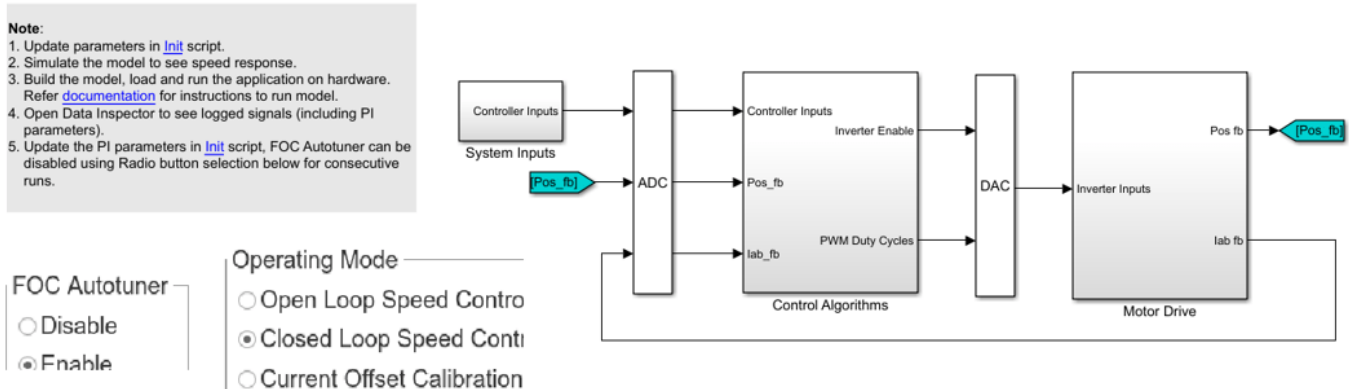 Note:
1. Update parameters in Init script.
2. Simulate the model to see speed response.
3. Build the model, load and run the application on hardware.
Refer documentation for instructions to run model.
4. Open Data Inspector to see logged signals (including PI
parameters).
5. Update the PI parameters in Init script, FOC Autotuner can be
disabled using Radio button selection below for consecutive
runs.
FOC Autotuner
Disable
Enable
Operating Mode
Open Loop Speed Contro
Closed Loop Speed Contr
Current Offset Calibration
Controller Inputs
System Inputs
[Pos_fb]
ADC
Controller Inputs
Inverter Enable
Pos_fb
PWM Duty Cycles
Iab_fb
Control Algorithms
DAC
Inverter Inputs
Pos fb
Iab fb
Motor Drive
[Pos_fb]